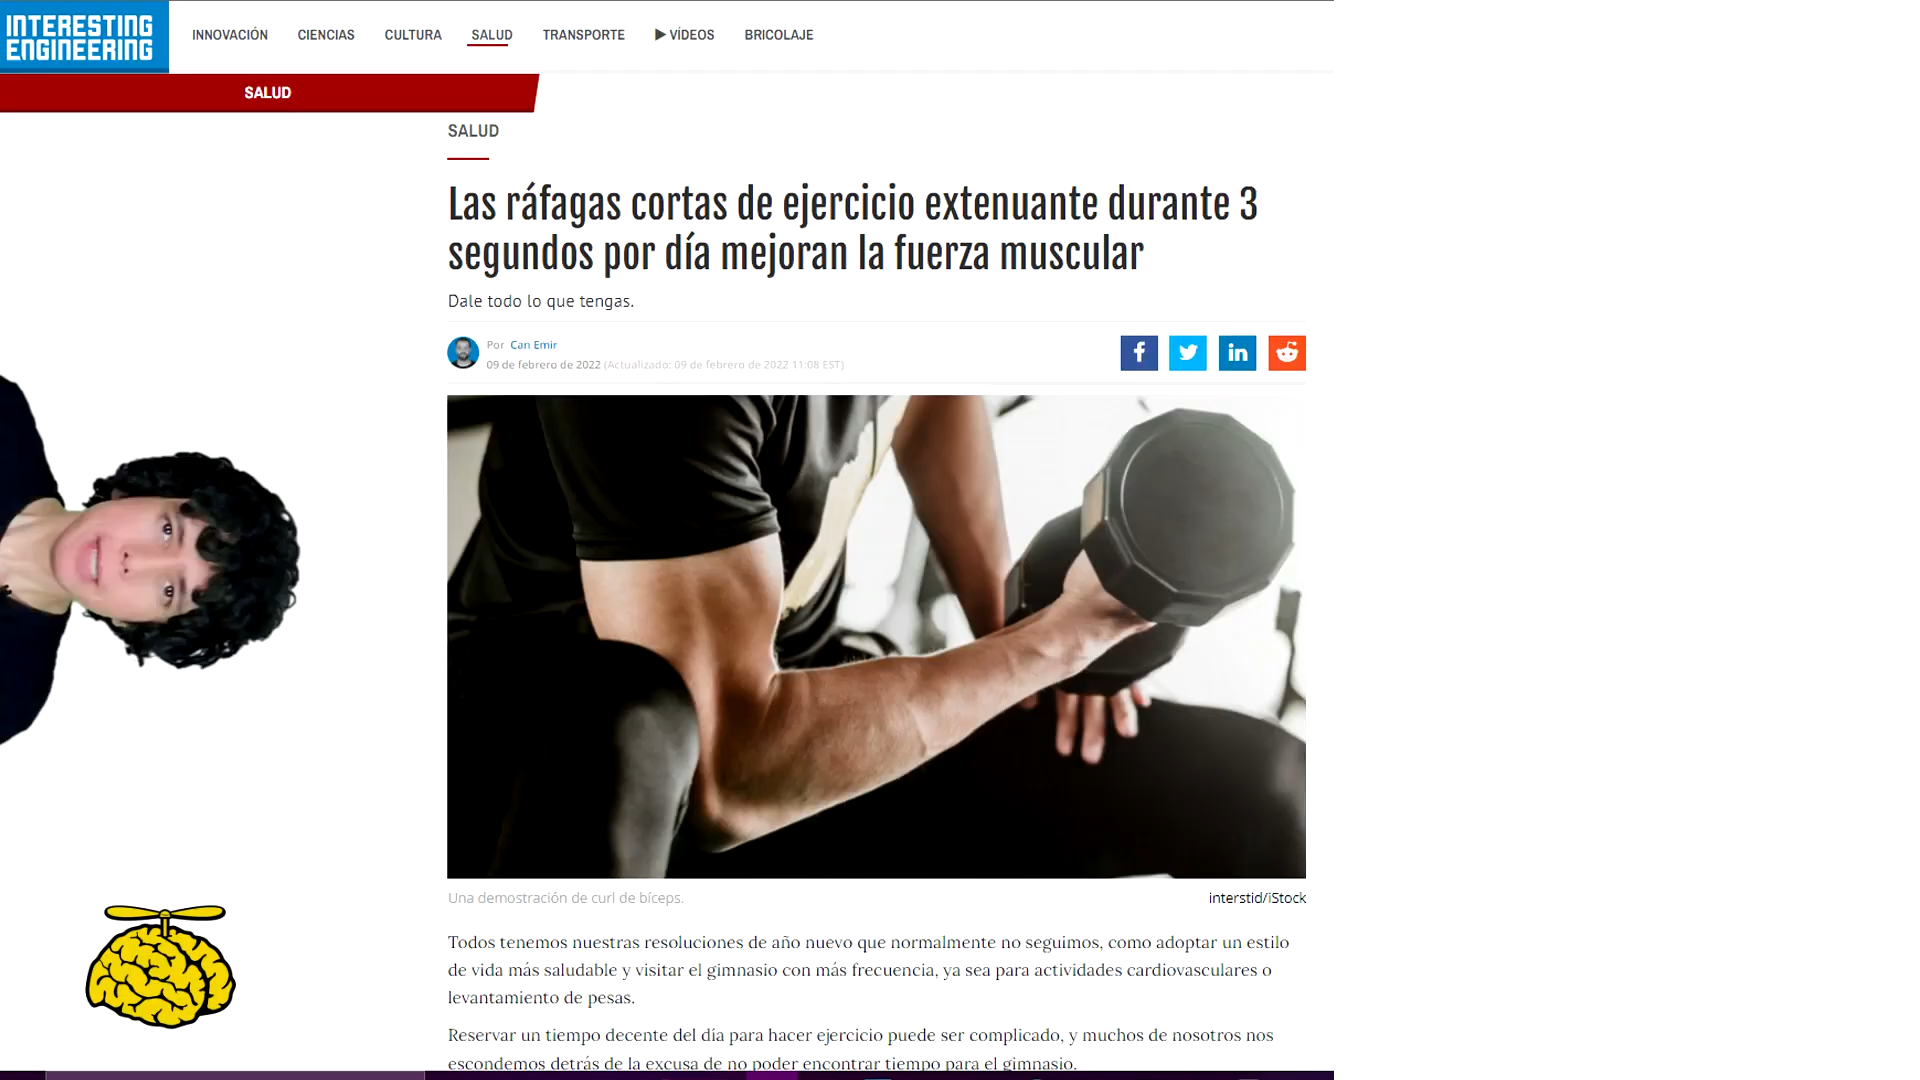 INTERESTING
ENGINEERING
INNOVACIÓN CIENCIAS CULTURA SALUD TRANSPORTE VÍDEOS BRICOLAJE
SALUD
SALUD
Las ráfagas cortas de ejercicio extenuante durante 3
segundos por día mejoran la fuerza muscular
Dale todo lo que tengas.
Por Can Emir
09 de febrero de 2022 (Actualizado: 09 de febrero de 2022 11:08 EST)
Una demostración de curl de bíceps.
interstid/iStock
Todos tenemos nuestras resoluciones de año nuevo que normalmente no seguimos, como adoptar un estilo
de vida más saludable y visitar el gimnasio con más frecuencia, ya sea para actividades cardiovasculares o
levantamiento de pesas.
Reservar un tiempo decente del día para hacer ejercicio puede ser complicado, y muchos de nosotros nos
escondemos detrás de la excusa de no poder encontrar tiempo para el gimnasio.